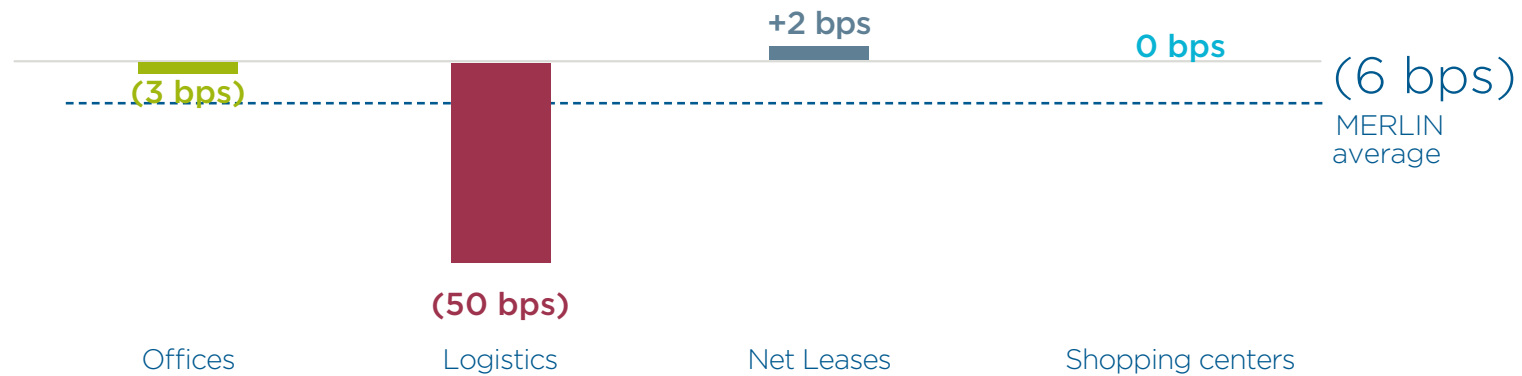 +2 bps
0 bps
(6 bps)
(3 bps)
MERLIN
average
(50 bps)
Offices
Logistics
Net Leases
Shopping centers